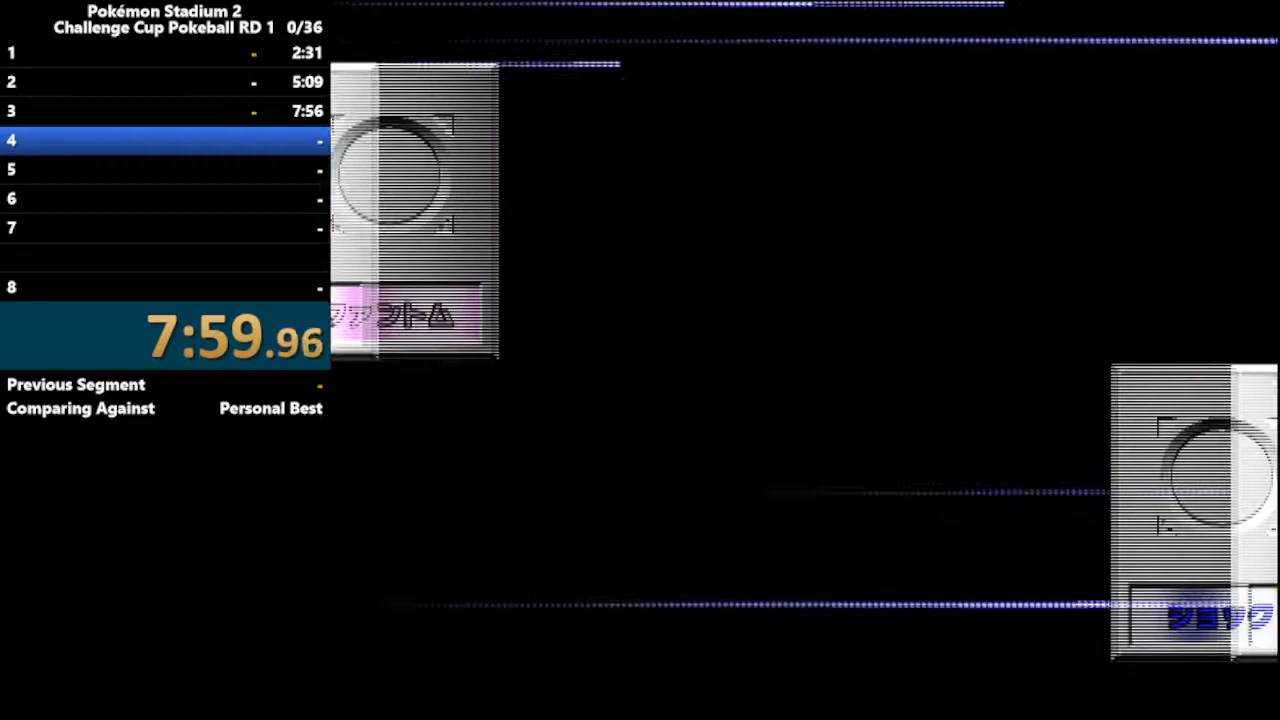 Pokémon Stadium 2
Challenge Cup Pokeball RD 1 0/36
1 - 2:31
2 - 5:09
3 - 7:56
4 -
5 -
6 -
7 -
8 -
7:59.96
Previous Segment -
Comparing Against Personal Best